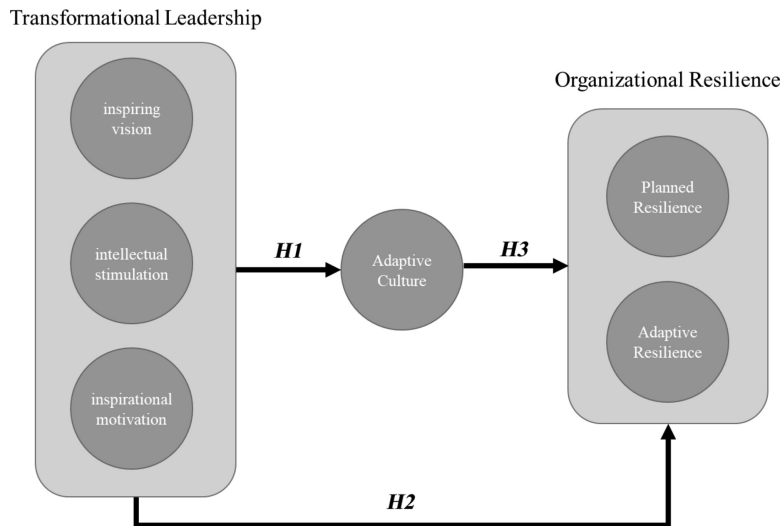 Transformational Leadership
inspiring
vision
intellectual
stimulation
inspirational
motivation
H1
Adaptive
Culture
H3
Organizational Resilience
Planned
Resilience
Adaptive
Resilience
H2